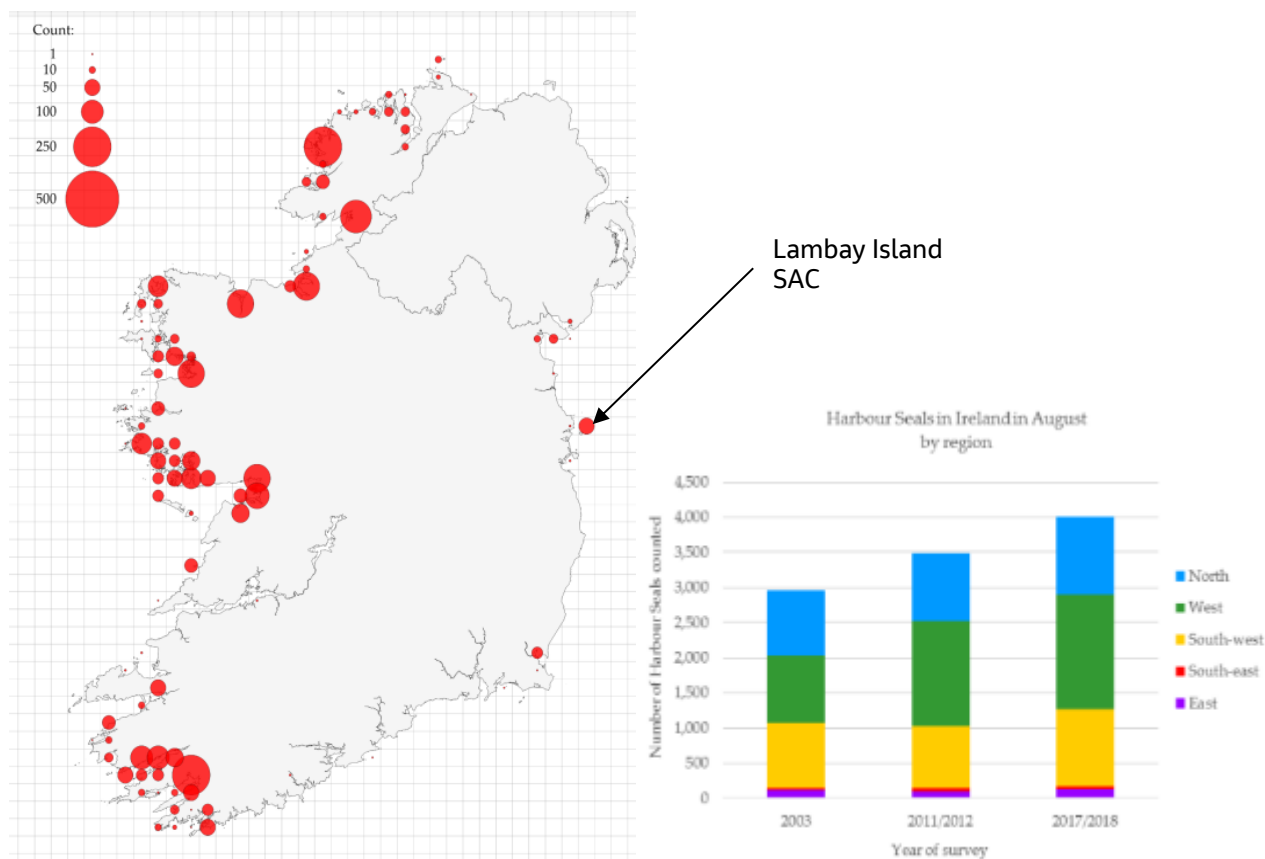 Count:
1
10
50
100
250
500
Lambay Island
SAC
Harbour Seals in Ireland in August
by region
Number of Harbour Seals counted
4,500
4,000
3,500
3,000
2,500
2,000
1,500
1,000
500
0
2003
2011/2012
2017/2018
Year of survey
North
West
South-west
South-east
East